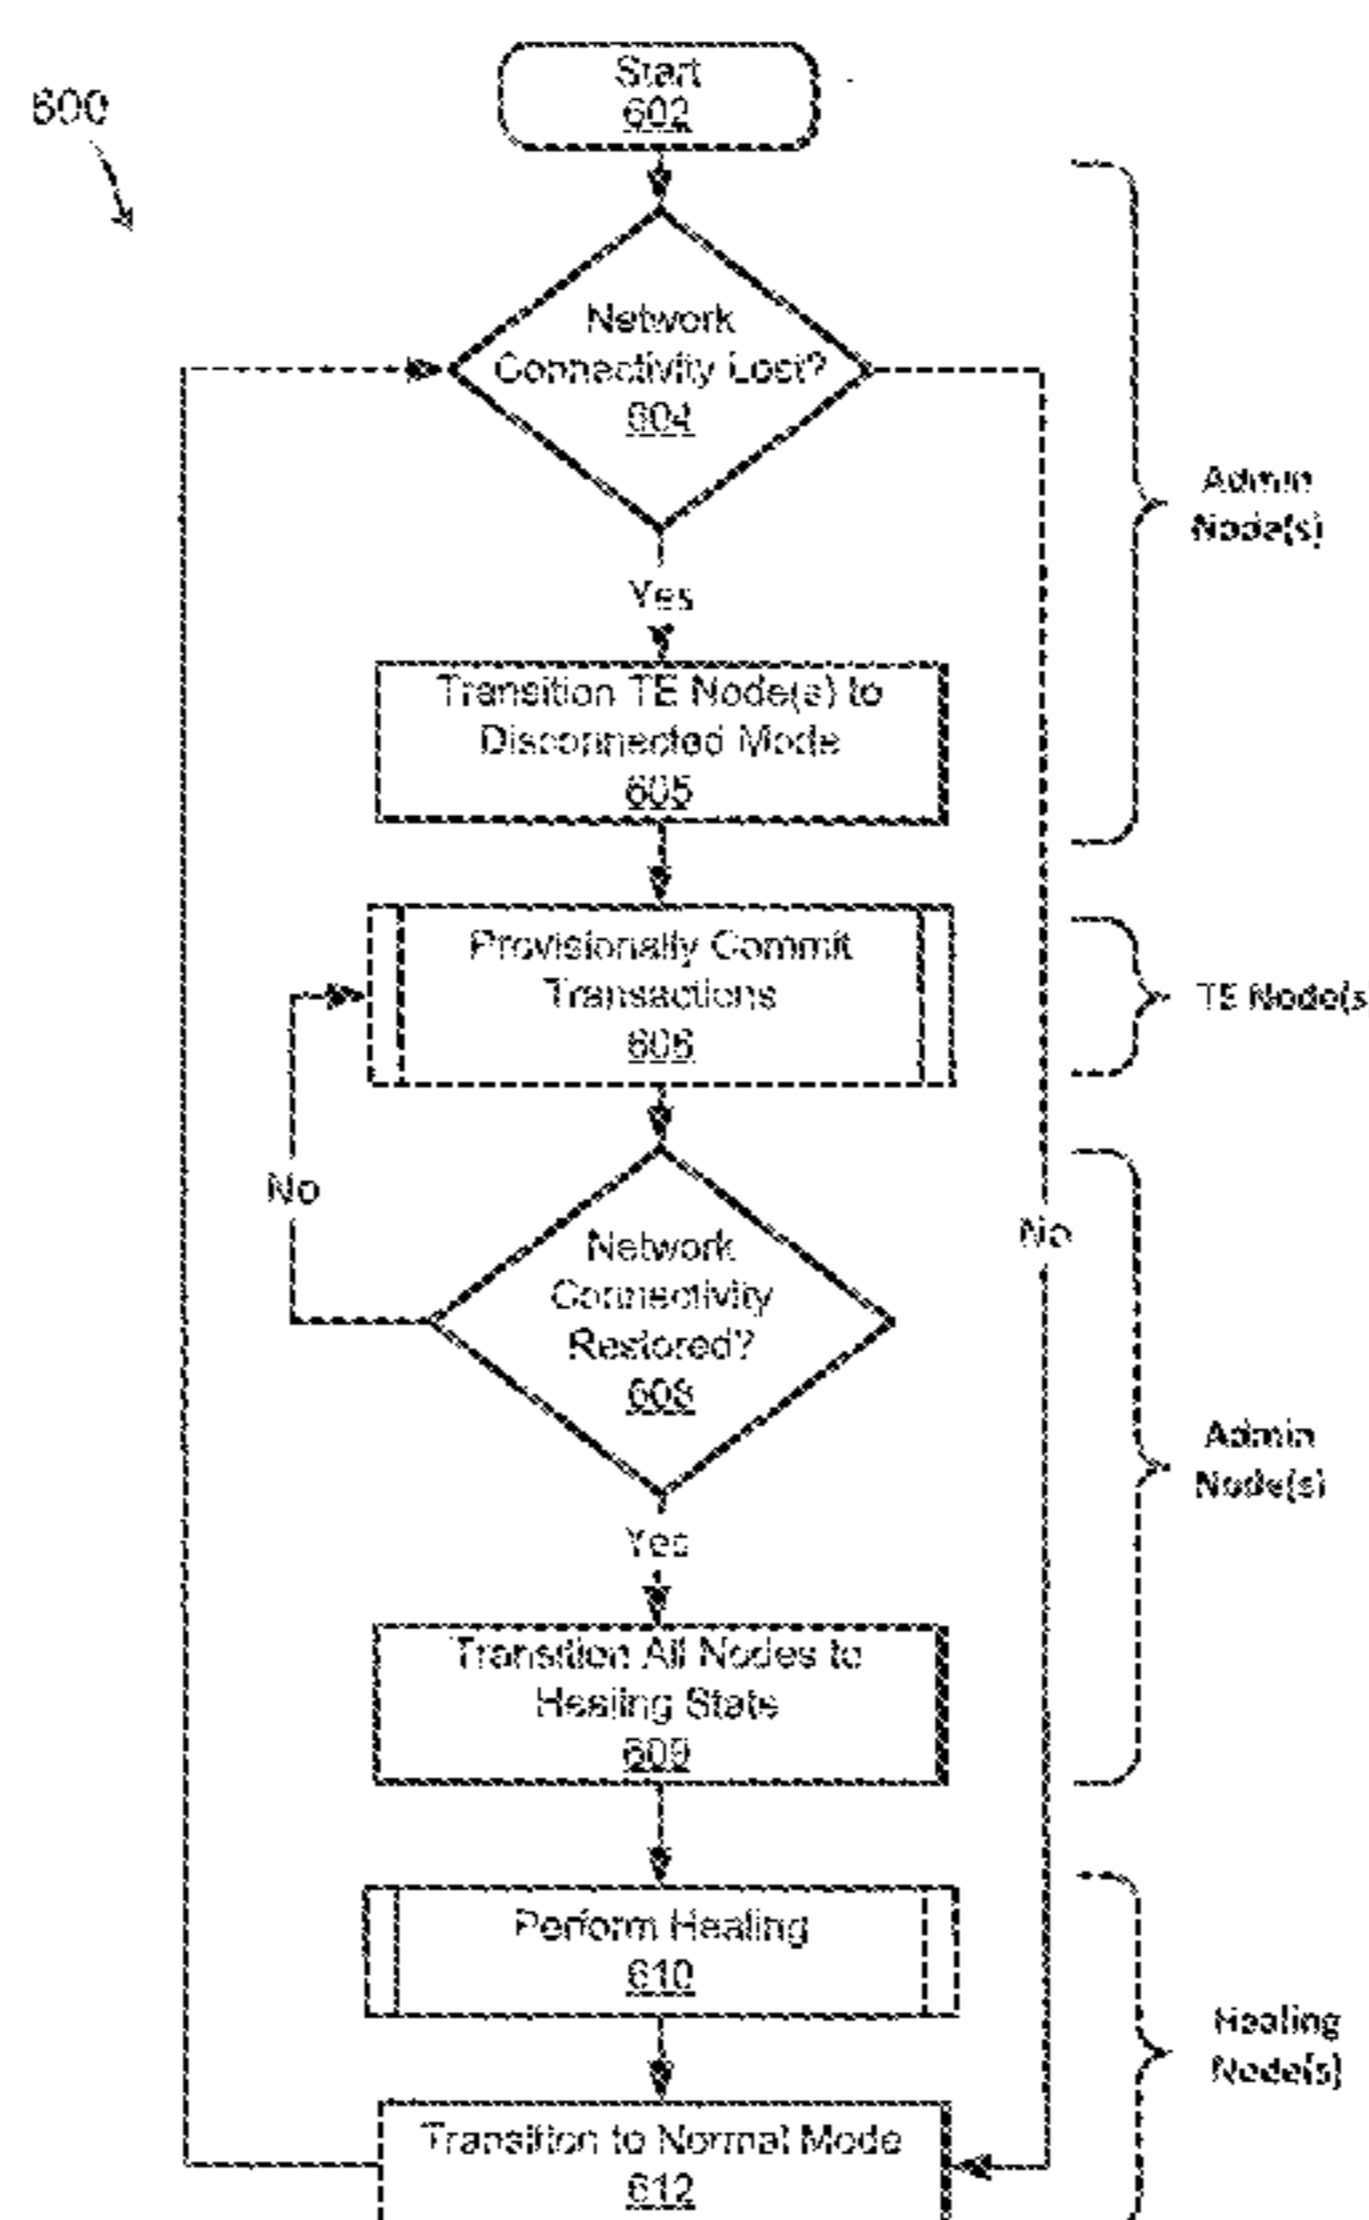 600
Start
602
Network
Connectivity Lost?
604
Yes
Admin
Node(s)
Transition TE Node(s) to
Disconnected Mode
605
Provisionally Commit
Transactions
606
TE Node(s
No
Network
Connectivity
Restored?
608
No
Yes
Admin
Node(s)
Transition All Nodes to
Healing State
609
Perform Healing
610
Healing
Node(s)
Transition to Normal Mode
612